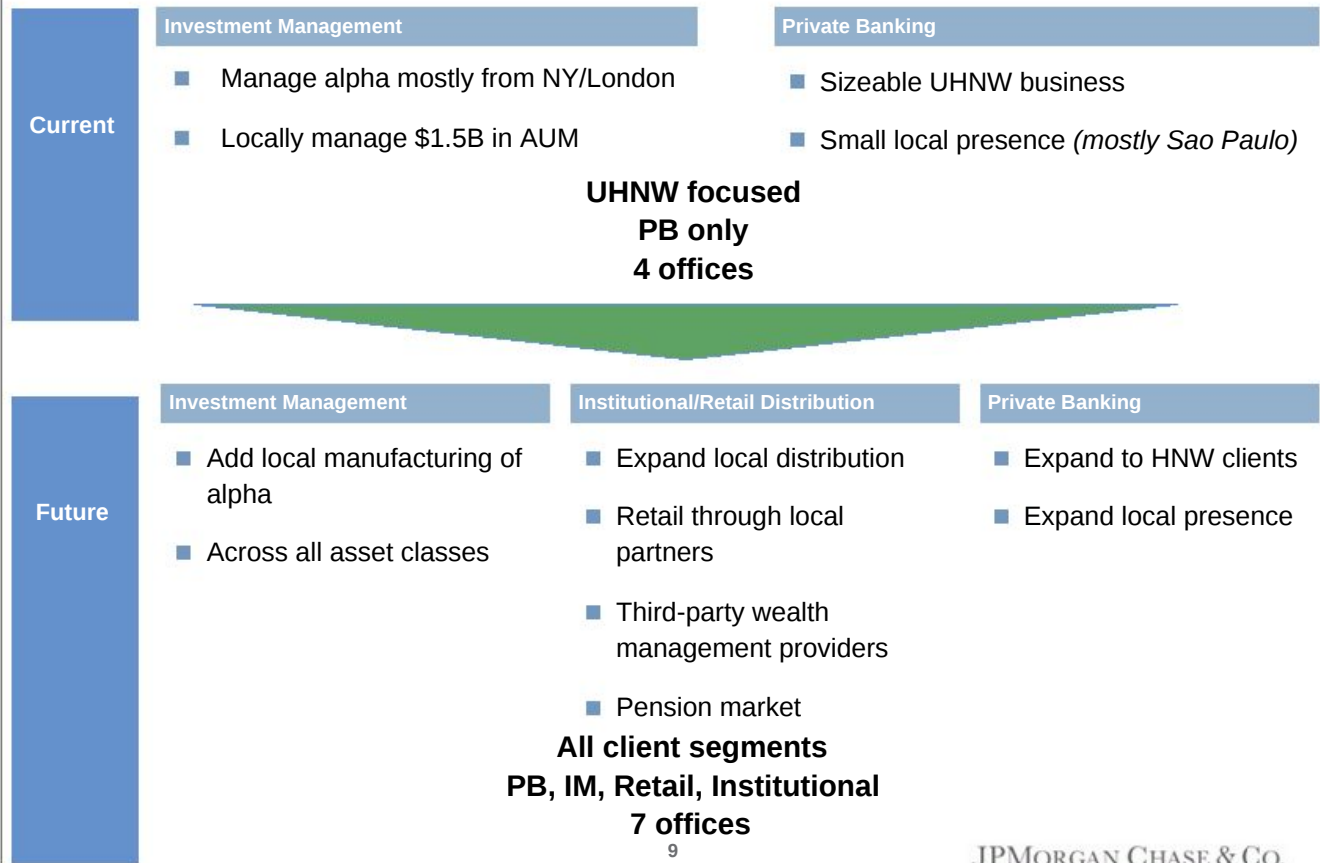 Investment Management
Private Banking
Current
Manage alpha mostly from NY/London
Locally manage $1.5B in AUM
Sizeable UHNW business
Small local presence (mostly Sao Paulo)
UHNW focused
PB only
4 offices
Future
Investment Management
Add local manufacturing of
alpha
Across all asset classes
Institutional/Retail Distribution
Expand local distribution
Retail through local
partners
Third-party wealth
management providers
Pension market
Private Banking
Expand to HNW clients
Expand local presence
All client segments
PB, IM, Retail, Institutional
7 offices
9
JPMORGAN CHASE & CO.